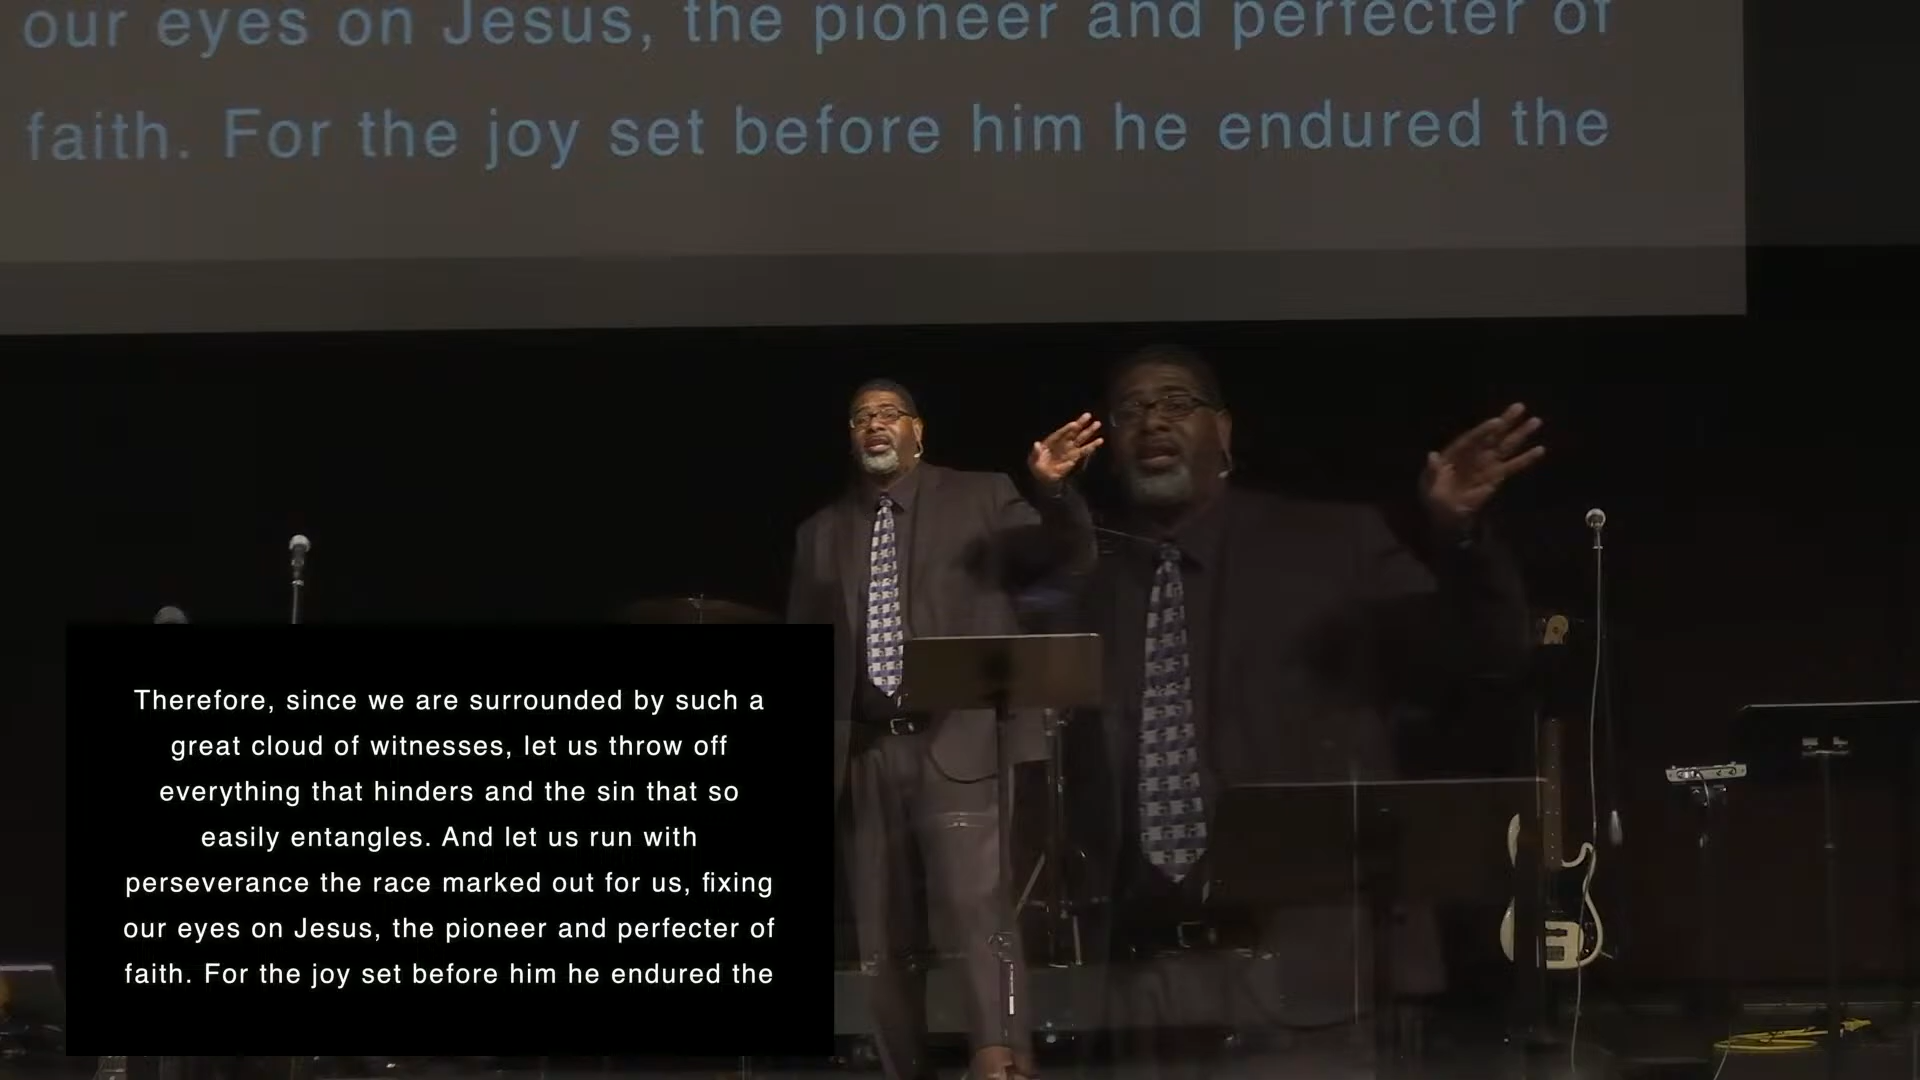 our eyes on Jesus, the pioneer and perfecter of
faith. For the joy set before him he endured the
Therefore, since we are surrounded by such a
great cloud of witnesses, let us throw off
everything that hinders and the sin that so
easily entangles. And let us run with
perseverance the race marked out for us, fixing
our eyes on Jesus, the pioneer and perfecter of
faith. For the joy set before him he endured the